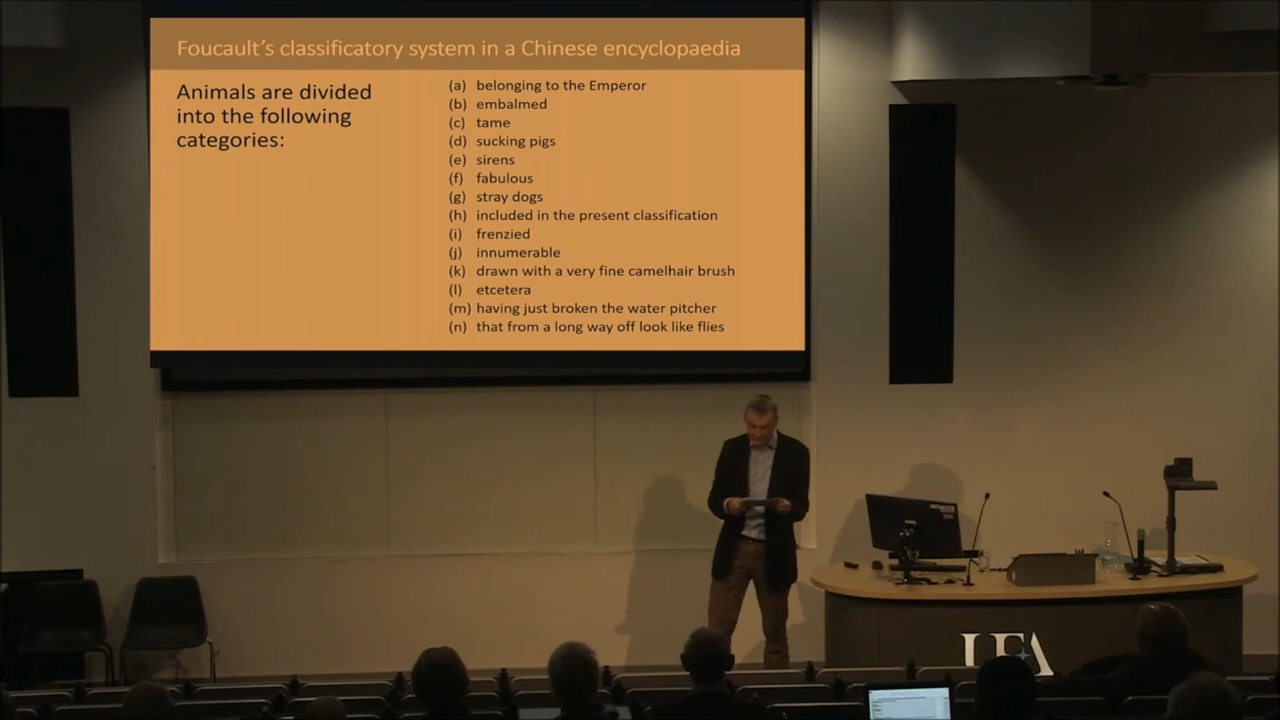 Foucault's classificatory system in a Chinese encyclopaedia
Animals are divided
into the following
categories:
(a) belonging to the Emperor
(b) embalmed
(c) tame
(d) sucking pigs
(e) sirens
(f) fabulous
(g) stray dogs
(h) included in the present classification
(i) frenzied
(j) innumerable
(k) drawn with a very fine camelhair brush
(l) etcetera
(m) having just broken the water pitcher
(n) that from a long way off look like flies
UEA